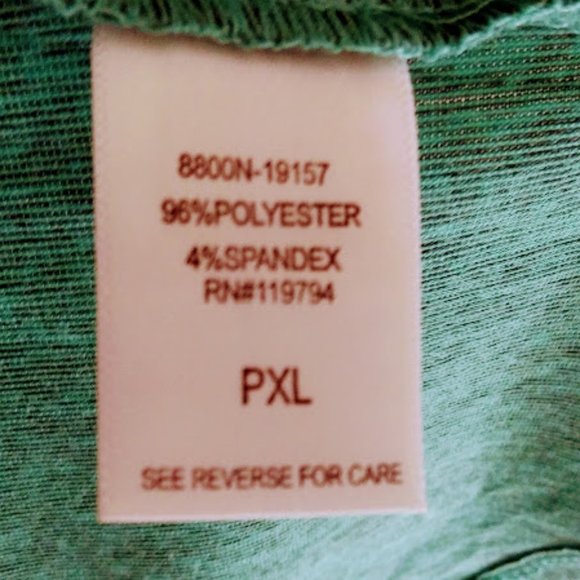 8800N-19157
96%POLYESTER
4%SPANDEX
RN#119794
PXL
SEE REVERSE FOR CARE